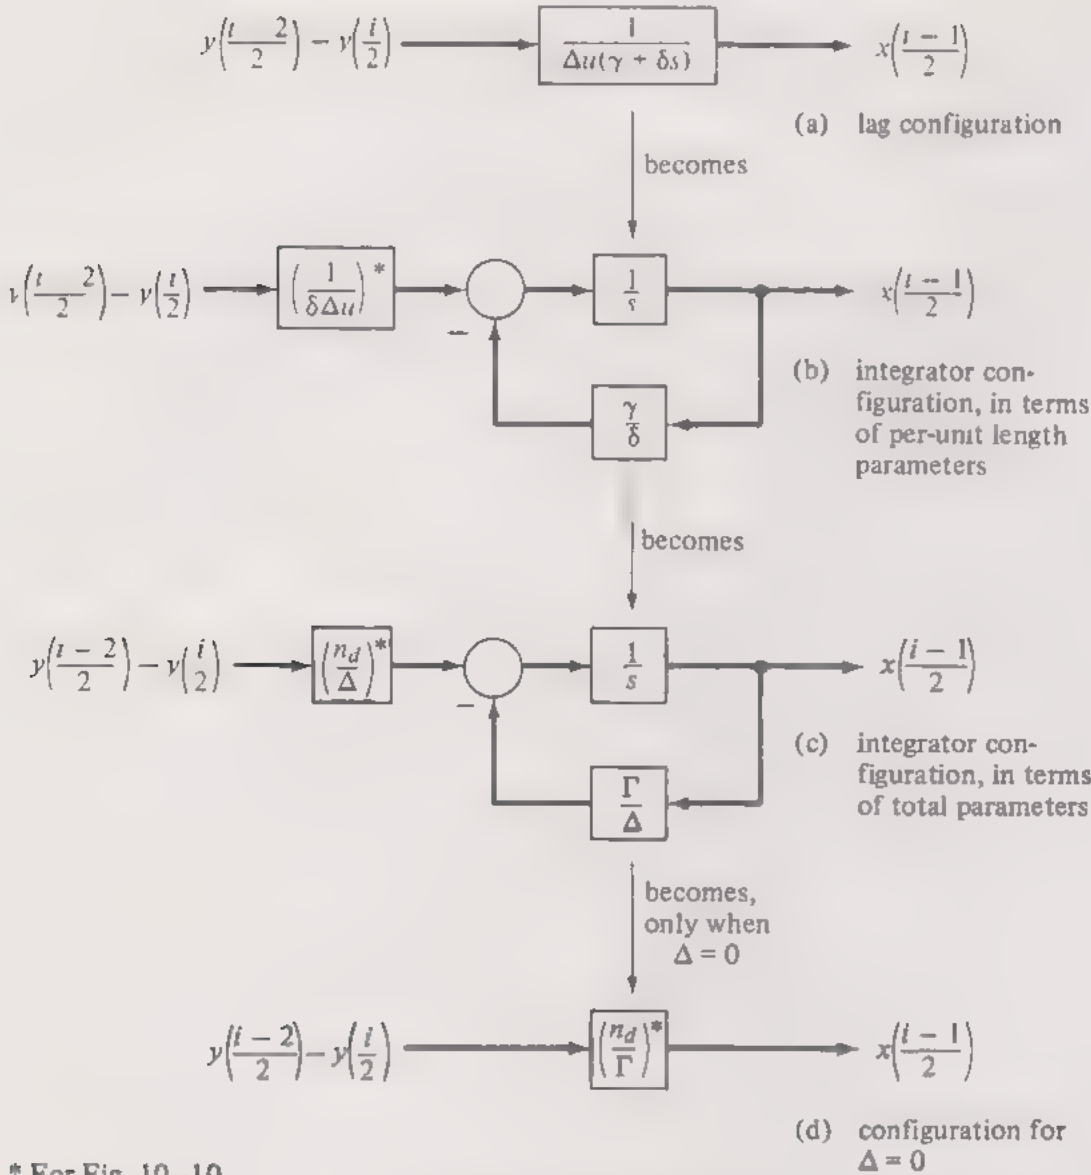 y((i 2)/2) − y(i/2) 1/(Δu(γ + δs)) x((i − 1)/2)
(a) lag configuration
becomes
y((i 2)/2) − y(i/2) (1/(δΔu))* 1/s x((i − 1)/2)
−
(b) integrator con-
figuration, in terms
of per-unit length
parameters
γ/δ
becomes
y((i − 2)/2) − y(i/2) (n_d/Δ)* 1/s x((i − 1)/2)
−
(c) integrator con-
figuration, in terms
of total parameters
Γ/Δ
becomes,
only when
Δ = 0
y((i − 2)/2) − y(i/2) (n_d/Γ)* x((i − 1)/2)
(d) configuration for
Δ = 0
* For Fig. 10–10